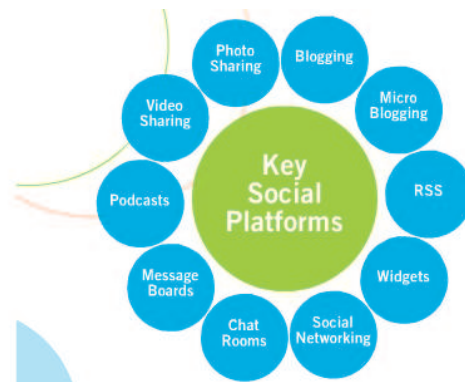 Key
Social
Platforms
Photo
Sharing
Blogging
Micro
Blogging
RSS
Widgets
Social
Networking
Chat
Rooms
Message
Boards
Podcasts
Video
Sharing